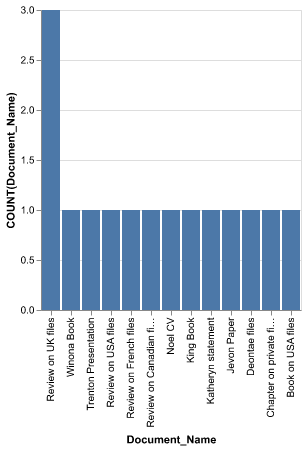 3.0
2.5
2.0
1.5
1.0
0.5
0.0
COUNT(Document_Name)
Review on UK files
Winona Book
Trenton Presentation
Review on USA files
Review on French files
Review on Canadian fi…
Noel CV
King Book
Katheryn statement
Jevon Paper
Deontae files
Chapter on private fi…
Book on USA files
Document_Name